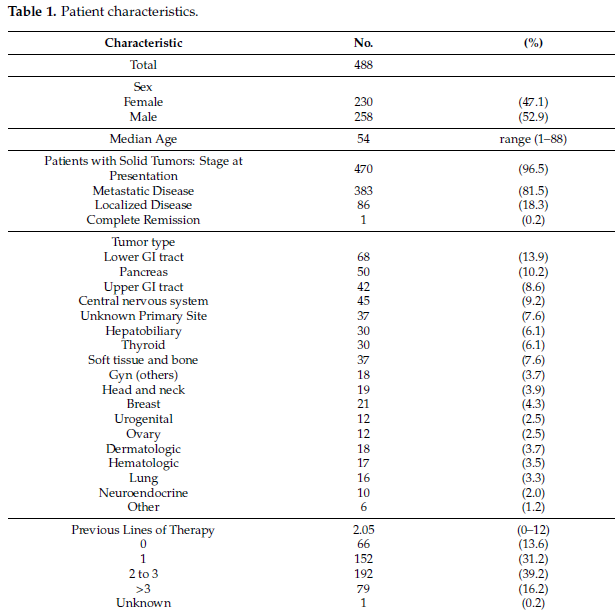 Table 1. Patient characteristics.
Characteristic No. (%)
Total 488
Sex
Female 230 (47.1)
Male 258 (52.9)
Median Age 54 range (1–88)
Patients with Solid Tumors: Stage at Presentation 470 (96.5)
Metastatic Disease 383 (81.5)
Localized Disease 86 (18.3)
Complete Remission 1 (0.2)
Tumor type
Lower GI tract 68 (13.9)
Pancreas 50 (10.2)
Upper GI tract 42 (8.6)
Central nervous system 45 (9.2)
Unknown Primary Site 37 (7.6)
Hepatobiliary 30 (6.1)
Thyroid 30 (6.1)
Soft tissue and bone 37 (7.6)
Gyn (others) 18 (3.7)
Head and neck 19 (3.9)
Breast 21 (4.3)
Urogenital 12 (2.5)
Ovary 12 (2.5)
Dermatologic 18 (3.7)
Hematologic 17 (3.5)
Lung 16 (3.3)
Neuroendocrine 10 (2.0)
Other 6 (1.2)
Previous Lines of Therapy 2.05 (0–12)
0 66 (13.6)
1 152 (31.2)
2 to 3 192 (39.2)
>3 79 (16.2)
Unknown 1 (0.2)